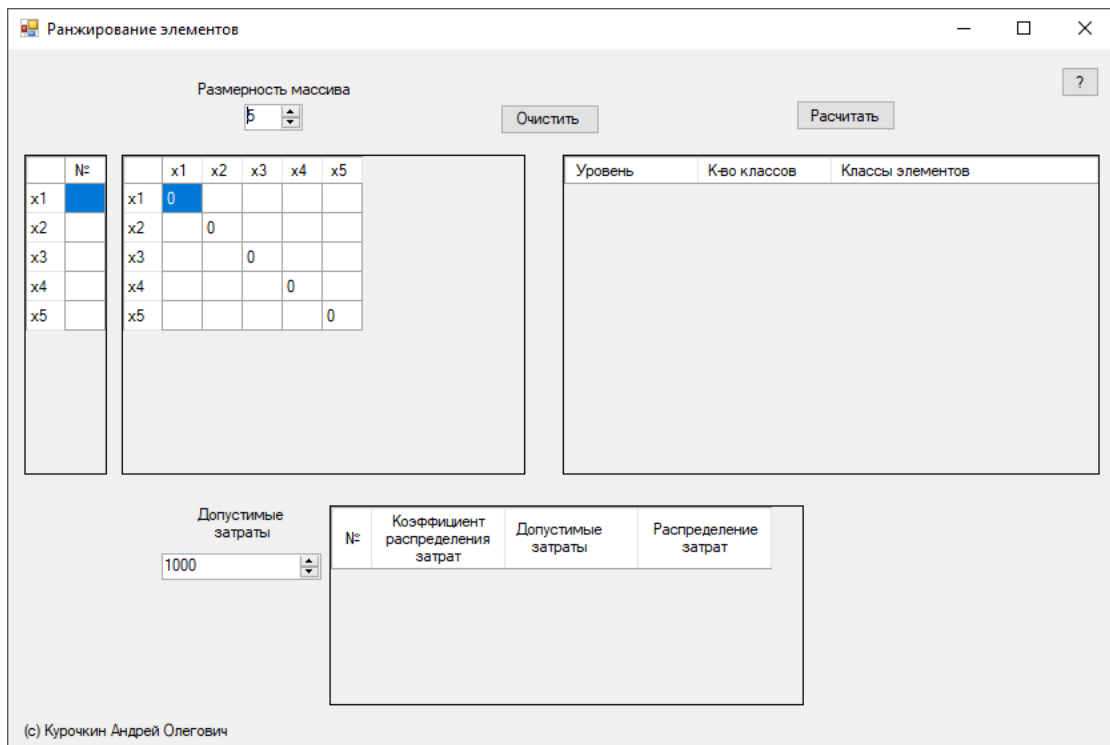 Ранжирование элементов
?
Размерность массива
5
Очистить
Расчитать
№
x1 x2 x3 x4 x5
Уровень К-во классов Классы элементов
x1 x1 0
x2 x2 0
x3 x3 0
x4 x4 0
x5 x5 0
Допустимые
затраты
1000
№ Коэффициент распределения затрат Допустимые затраты Распределение затрат
(c) Курочкин Андрей Олегович